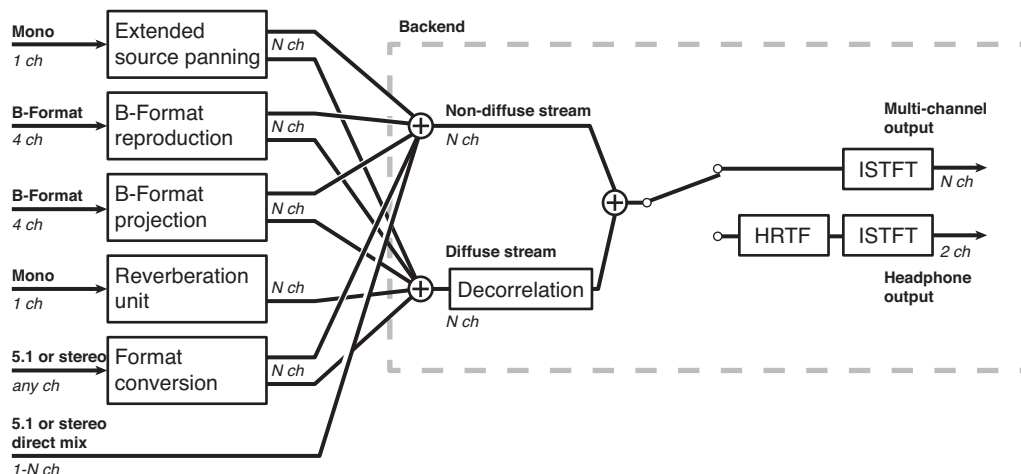 Backend
Mono
1 ch
Extended
source panning
N ch
B-Format
4 ch
B-Format
reproduction
N ch
B-Format
4 ch
B-Format
projection
N ch
Mono
1 ch
Reverberation
unit
N ch
5.1 or stereo
any ch
Format
conversion
N ch
5.1 or stereo
direct mix
1-N ch
Non-diffuse stream
N ch
Diffuse stream
Decorrelation
N ch
Multi-channel
output
ISTFT
N ch
HRTF
ISTFT
2 ch
Headphone
output